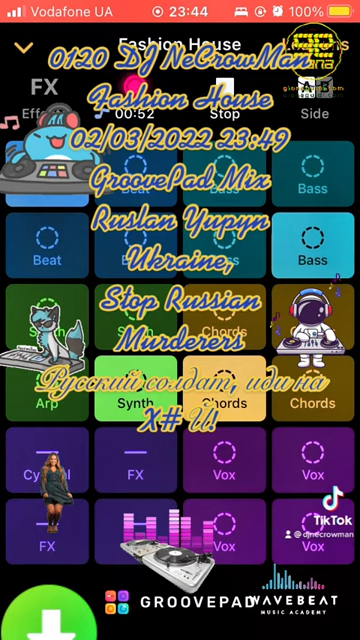 Vodafone UA
23:44
100%
0120 DJ NeCrowMan
Fashion House
FX
Fashion House
00:52
Stop
Side
02/03/2022 23:49
GroovePad Mix
Beat
Bass
Bass
Ruslan Yupyn
Ukraine,
Beat
Bass
Stop Russian
Murderers
Chords
Русский солдат, иди на
Х# Й!
Arp
Synth
Chords
Chords
FX
Vox
Vox
FX
Vox
Vox
TikTok
@djnecrowman
GROOVEPAD
WAVEBEAT
MUSIC ACADEMY